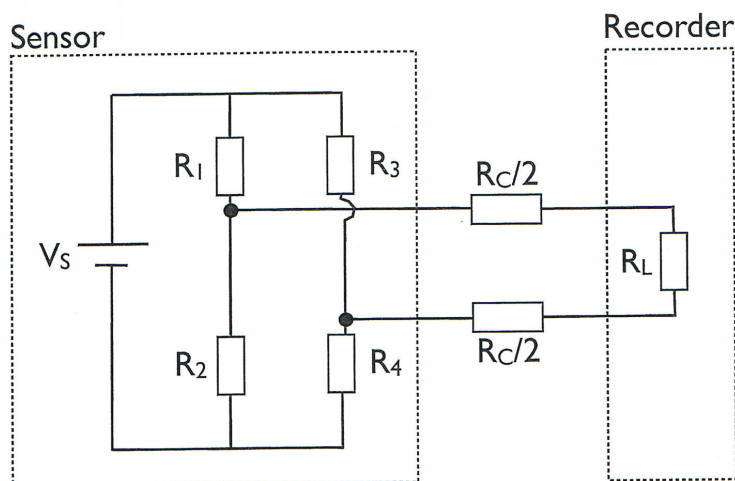 Sensor
Recorder
R1
R3
RC/2
VS
RL
R2
R4
RC/2